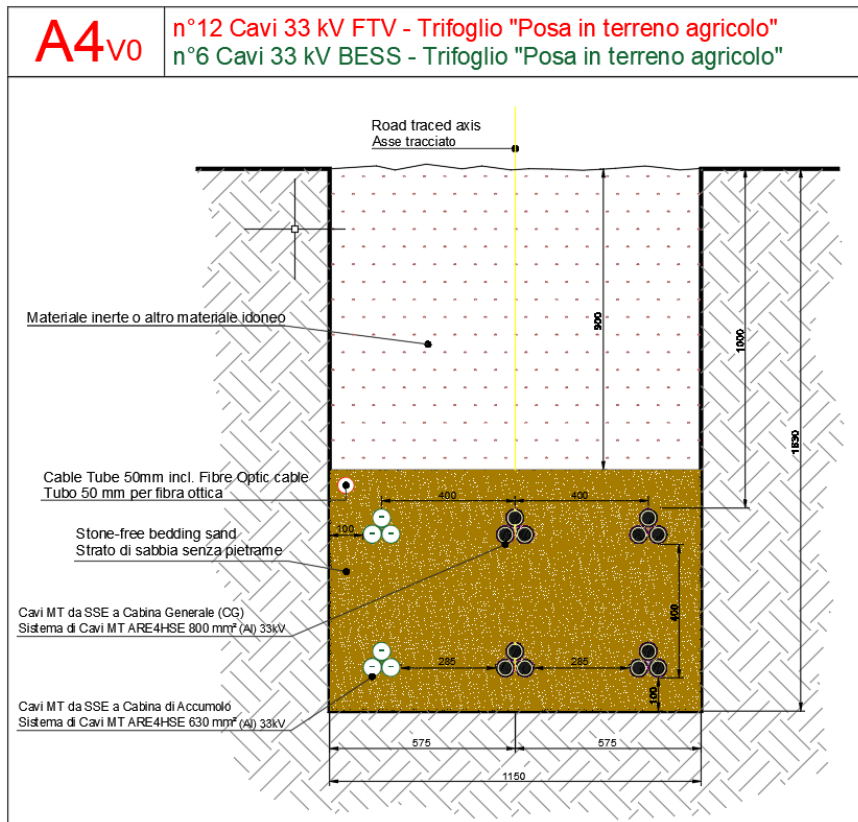 A4V0
n°12 Cavi 33 kV FTV - Trifoglio "Posa in terreno agricolo"
n°6 Cavi 33 kV BESS - Trifoglio "Posa in terreno agricolo"
Road traced axis
Asse tracciato
Materiale inerte o altro materiale idoneo
900
1000
1830
Cable Tube 50mm incl. Fibre Optic cable
Tubo 50 mm per fibra ottica
400
400
100
Stone-free bedding sand
Strato di sabbia senza pietrame
400
Cavi MT da SSE a Cabina Generale (CG)
Sistema di Cavi MT ARE4HSE 800 mm² (Al) 33kV
285
285
100
Cavi MT da SSE a Cabina di Accumolo
Sistema di Cavi MT ARE4HSE 630 mm² (Al) 33kV
575
575
1150